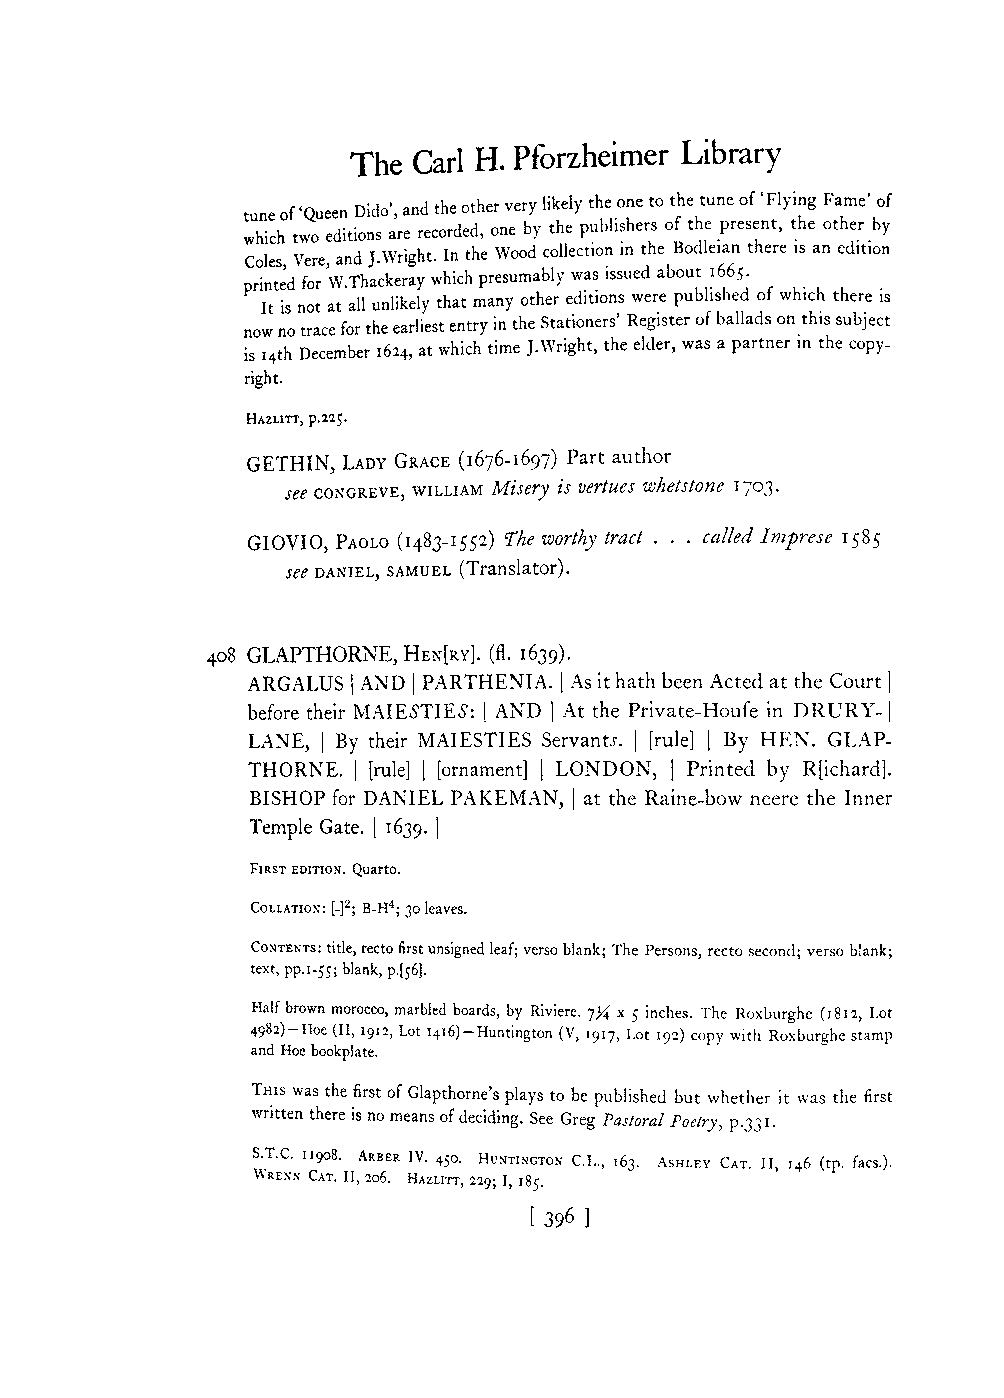 The Carl H. Pforzheimer Library
tune of 'Queen Dido', and the other very likely the one to the tune of 'Flying Fame' of
which two editions are recorded, one by the publishers of the present, the other by
Coles, Vere, and J.Wright. In the Wood collection in the Bodleian there is an edition
printed for W.Thackeray which presumably was issued about 1665.
It is not at all unlikely that many other editions were published of which there is
now no trace for the earliest entry in the Stationers' Register of ballads on this subject
is 14th December 1624, at which time J.Wright, the elder, was a partner in the copy-
right.
HAZLITT, p.225.
GETHIN, LADY GRACE (1676-1697) Part author
see CONGREVE, WILLIAM Misery is vertues whetstone 1703.
GIOVIO, PAOLO (1483-1552) The worthy tract . . . called Imprese 1585
see DANIEL, SAMUEL (Translator).
408 GLAPTHORNE, HEN[RY]. (fl. 1639).
ARGALUS | AND | PARTHENIA. | As it hath been Acted at the Court |
before their MAIESTIES: | AND | At the Private-Houſe in DRURY- |
LANE, | By their MAIESTIES Servants. | [rule] | By HEN. GLAP-
THORNE. | [rule] | [ornament] | LONDON, | Printed by R[ichard].
BISHOP for DANIEL PAKEMAN, | at the Raine-bow neere the Inner
Temple Gate. | 1639. |
FIRST EDITION. Quarto.
COLLATION: [-]²; B-H⁴; 30 leaves.
CONTENTS: title, recto first unsigned leaf; verso blank; The Persons, recto second; verso blank;
text, pp.1-55; blank, p.[56].
Half brown morocco, marbled boards, by Riviere. 7¼ x 5 inches. The Roxburghe (1812, Lot
4982)—Hoe (II, 1912, Lot 1416)—Huntington (V, 1917, Lot 192) copy with Roxburghe stamp
and Hoe bookplate.
THIS was the first of Glapthorne's plays to be published but whether it was the first
written there is no means of deciding. See Greg Pastoral Poetry, p.331.
S.T.C. 11908. ARBER IV. 450. HUNTINGTON C.L., 163. ASHLEY CAT. II, 146 (tp. facs.).
WRENN CAT. II, 206. HAZLITT, 229; I, 185.
[ 396 ]